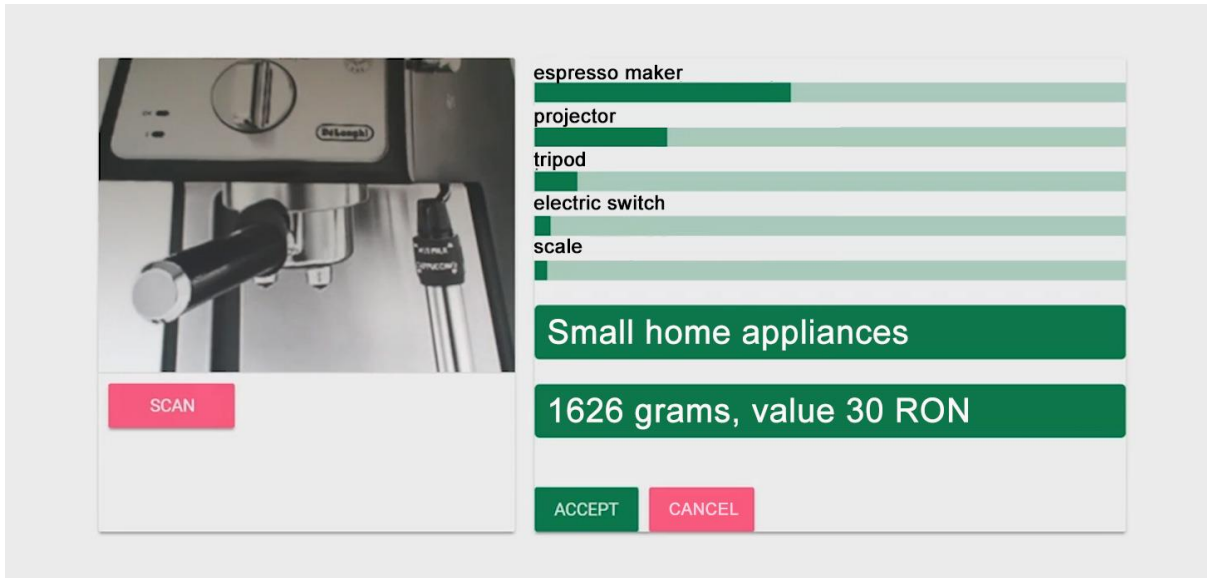 DeLonghi
SCAN
espresso maker
projector
tripod
electric switch
scale
Small home appliances
1626 grams, value 30 RON
ACCEPT
CANCEL